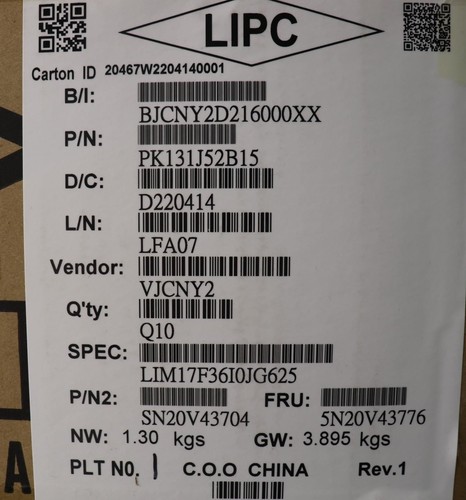 LIPC
Carton ID 20467W2204140001
B/I:
BJCNY2D216000XX
P/N:
PK131J52B15
D/C:
D220414
L/N:
LFA07
Vendor:
VJCNY2
Q'ty:
Q10
SPEC:
LIM17F36I0JG625
P/N2: FRU:
SN20V43704 5N20V43776
NW: 1.30 kgs GW: 3.895 kgs
PLT NO. 1 C.O.O CHINA Rev.1
A